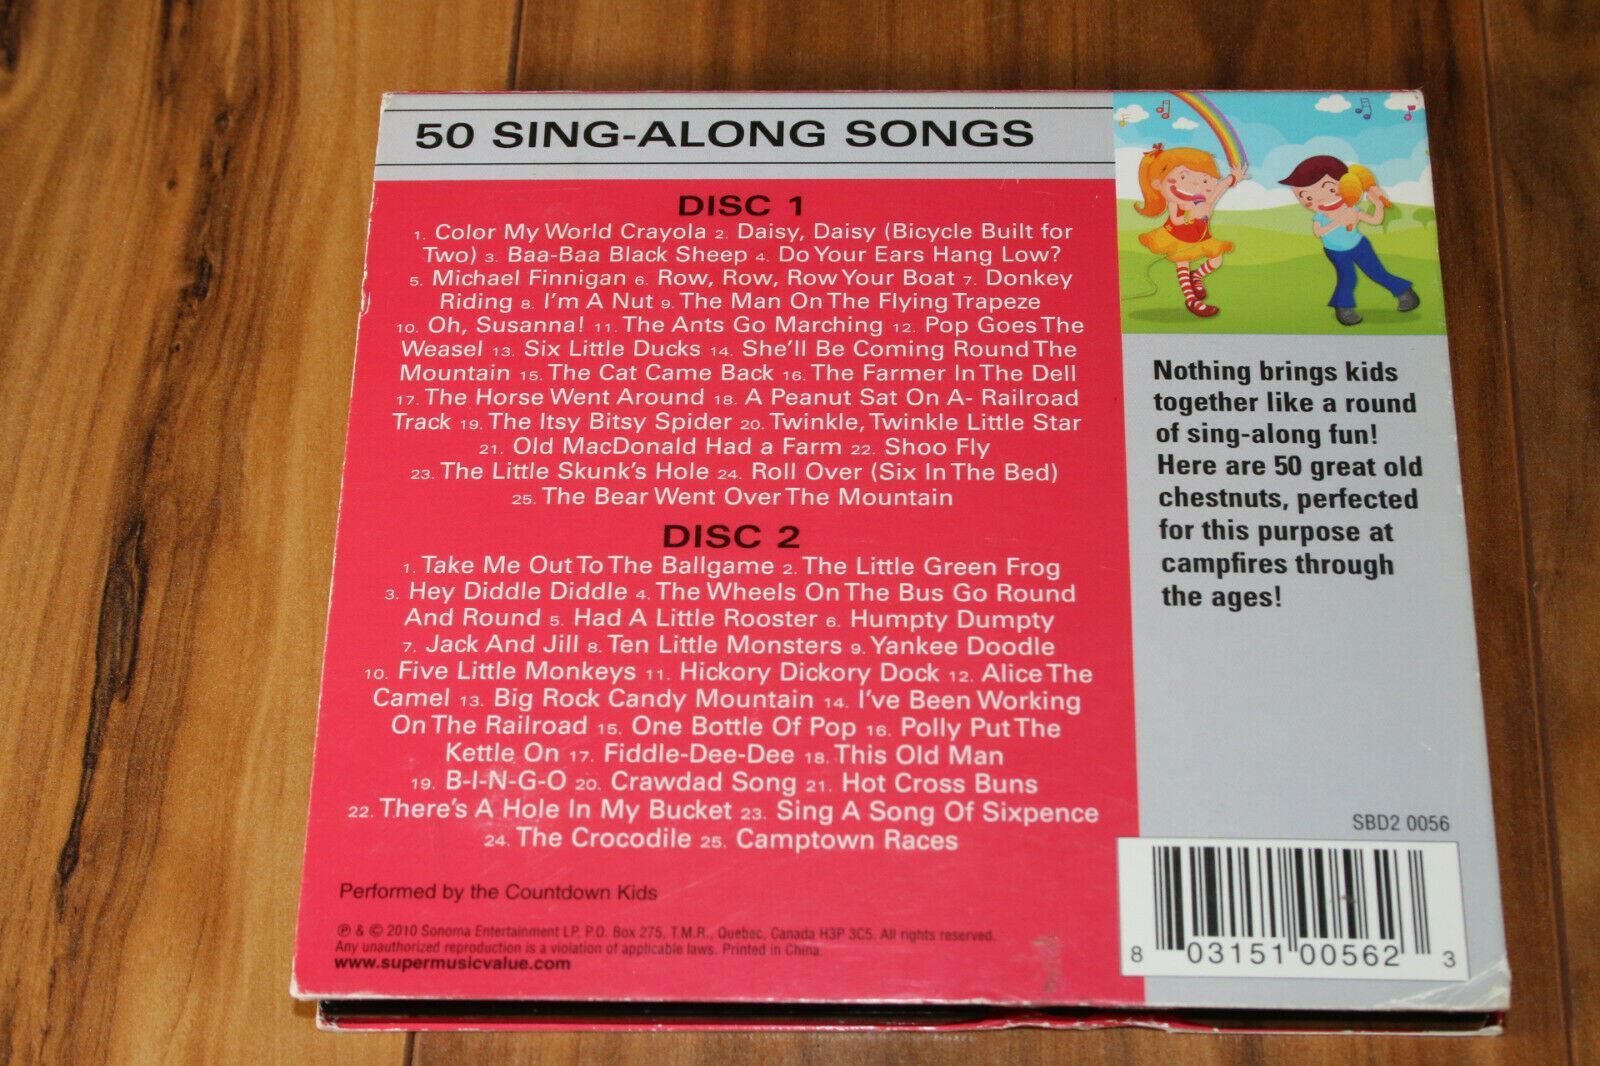 50 SING-ALONG SONGS
DISC 1
1. Color My World Crayola 2. Daisy, Daisy (Bicycle Built for
Two) 3. Baa-Baa Black Sheep 4. Do Your Ears Hang Low?
5. Michael Finnigan 6. Row, Row, Row Your Boat 7. Donkey
Riding 8. I'm A Nut 9. The Man On The Flying Trapeze
10. Oh, Susanna! 11. The Ants Go Marching 12. Pop Goes The
Weasel 13. Six Little Ducks 14. She'll Be Coming Round The
Mountain 15. The Cat Came Back 16. The Farmer In The Dell
17. The Horse Went Around 18. A Peanut Sat On A- Railroad
Track 19. The Itsy Bitsy Spider 20. Twinkle, Twinkle Little Star
21. Old MacDonald Had a Farm 22. Shoo Fly
23. The Little Skunk's Hole 24. Roll Over (Six In The Bed)
25. The Bear Went Over The Mountain
DISC 2
1. Take Me Out To The Ballgame 2. The Little Green Frog
3. Hey Diddle Diddle 4. The Wheels On The Bus Go Round
And Round 5. Had A Little Rooster 6. Humpty Dumpty
7. Jack And Jill 8. Ten Little Monsters 9. Yankee Doodle
10. Five Little Monkeys 11. Hickory Dickory Dock 12. Alice The
Camel 13. Big Rock Candy Mountain 14. I've Been Working
On The Railroad 15. One Bottle Of Pop 16. Polly Put The
Kettle On 17. Fiddle-Dee-Dee 18. This Old Man
19. B-I-N-G-O 20. Crawdad Song 21. Hot Cross Buns
22. There's A Hole In My Bucket 23. Sing A Song Of Sixpence
24. The Crocodile 25. Camptown Races
Performed by the Countdown Kids
℗ & © 2010 Sonoma Entertainment LP, P.O. Box 275, T.M.R., Quebec, Canada H3P 3C5. All rights reserved.
Any unauthorized reproduction is a violation of applicable laws. Printed in China.
www.supermusicvalue.com
Nothing brings kids
together like a round
of sing-along fun!
Here are 50 great old
chestnuts, perfected
for this purpose at
campfires through
the ages!
SBD2 0056
8 03151 00562 3